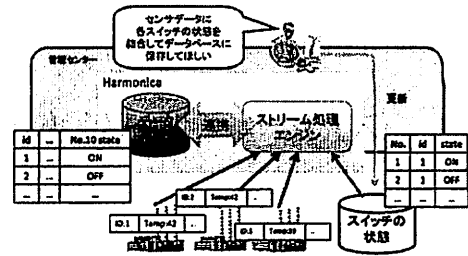 センサデータに
各スイッチの状態を
結合してデータベースに
保存してほしい
管理センター
Harmonica
更新
連携
ストリーム処理
エンジン
id ... No.10 state
1 ... ON
2 ... OFF
... ... ...
No. id state
1 1 ON
2 1 OFF
... ... ...
ID:2 Temp:42 ..
ID:1 Temp:42 ..
ID:3 Temp:39 ..
スイッチの
状態